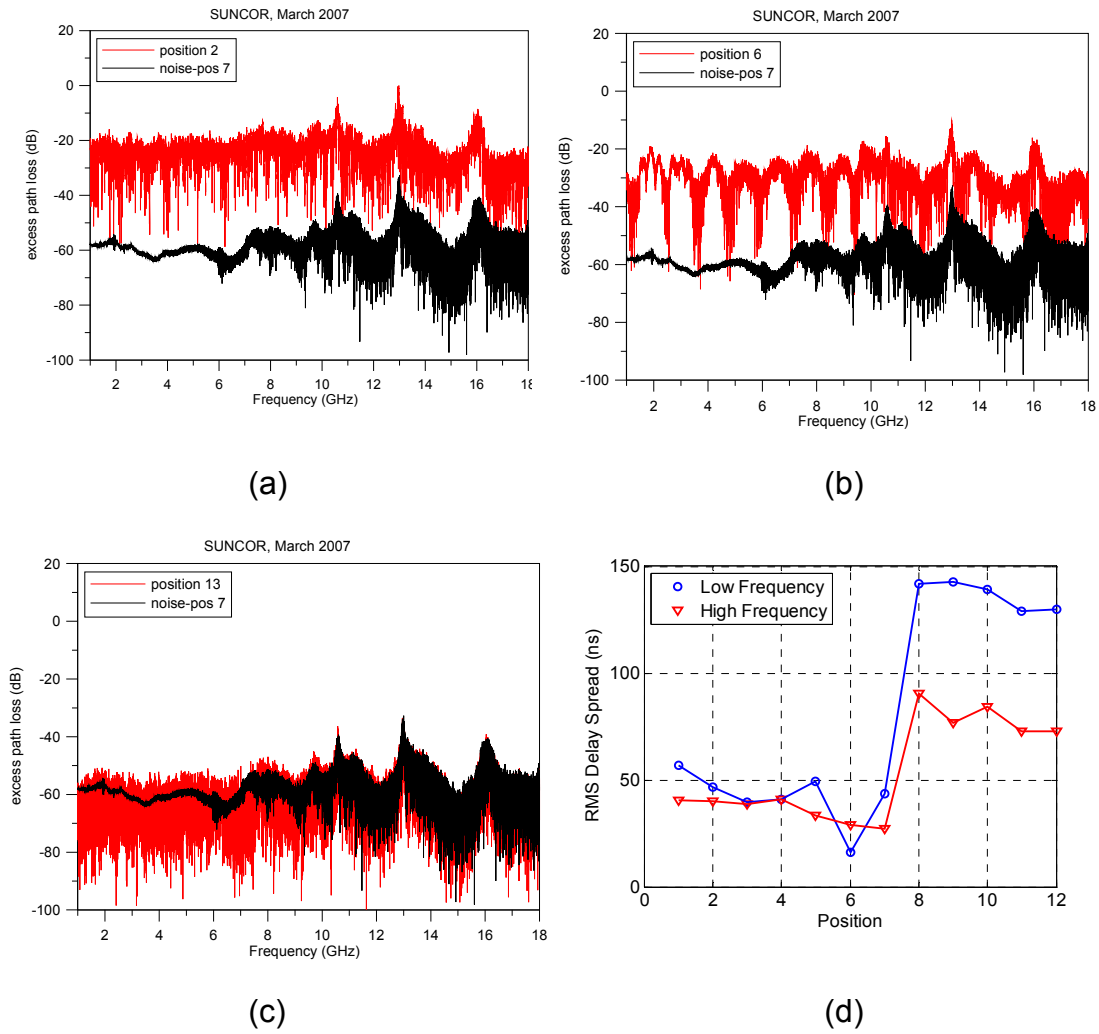 SUNCOR, March 2007
20
0
-20
-40
-60
-80
-100
excess path loss (dB)
position 2
noise-pos 7
2 4 6 8 10 12 14 16 18
Frequency (GHz)
(a)
SUNCOR, March 2007
20
0
-20
-40
-60
-80
-100
excess path loss (dB)
position 6
noise-pos 7
2 4 6 8 10 12 14 16 18
Frequency (GHz)
(b)
SUNCOR, March 2007
20
0
-20
-40
-60
-80
-100
excess path loss (dB)
position 13
noise-pos 7
2 4 6 8 10 12 14 16 18
Frequency (GHz)
(c)
150
100
50
0
RMS Delay Spread (ns)
Low Frequency
High Frequency
0 2 4 6 8 10 12
Position
(d)